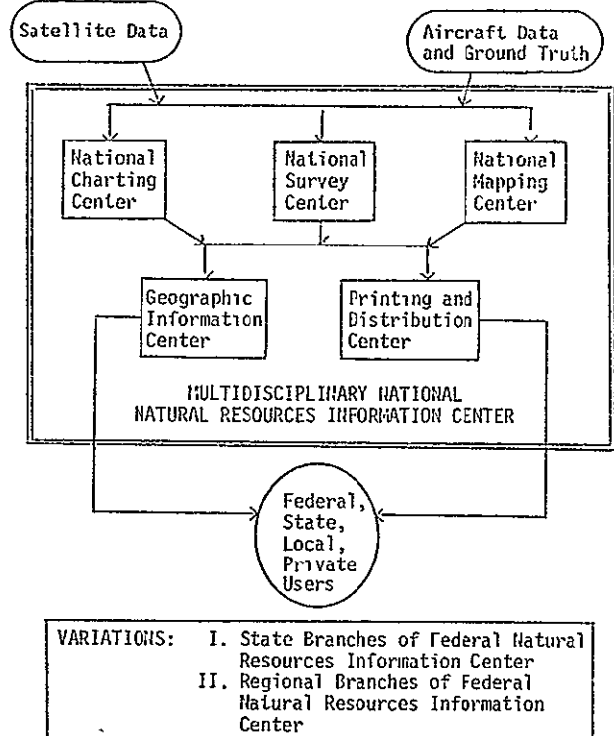 Satellite Data
Aircraft Data
and Ground Truth
National
Charting
Center
National
Survey
Center
National
Mapping
Center
Geographic
Information
Center
Printing and
Distribution
Center
MULTIDISCIPLINARY NATIONAL
NATURAL RESOURCES INFORMATION CENTER
Federal,
State,
Local,
Private
Users
VARIATIONS: I. State Branches of Federal Natural
Resources Information Center
II. Regional Branches of Federal
Natural Resources Information
Center